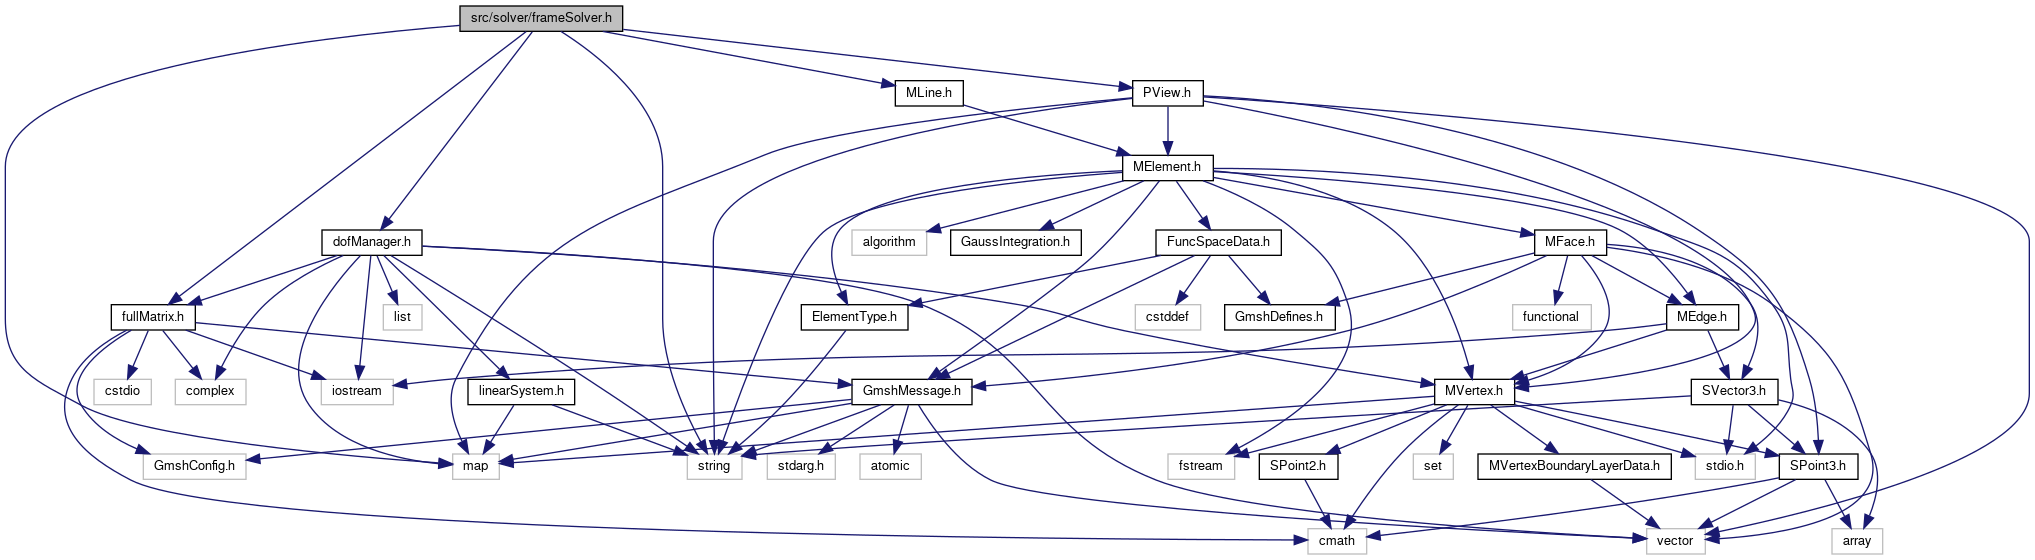 src/solver/frameSolver.h
MLine.h
PView.h
MElement.h
dofManager.h
algorithm
GaussIntegration.h
FuncSpaceData.h
MFace.h
fullMatrix.h
list
ElementType.h
cstddef
GmshDefines.h
functional
MEdge.h
cstdio
complex
iostream
linearSystem.h
GmshMessage.h
MVertex.h
SVector3.h
GmshConfig.h
map
string
stdarg.h
atomic
fstream
SPoint2.h
set
MVertexBoundaryLayerData.h
stdio.h
SPoint3.h
cmath
vector
array